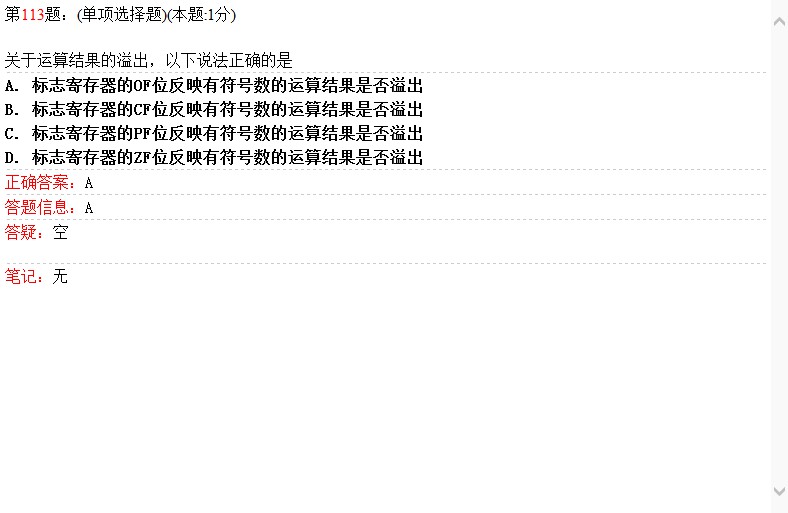 第113题：(单项选择题)(本题:1分)
关于运算结果的溢出，以下说法正确的是
A. 标志寄存器的OF位反映有符号数的运算结果是否溢出
B. 标志寄存器的CF位反映有符号数的运算结果是否溢出
C. 标志寄存器的PF位反映有符号数的运算结果是否溢出
D. 标志寄存器的ZF位反映有符号数的运算结果是否溢出
正确答案：A
答题信息：A
答疑：空
笔记：无